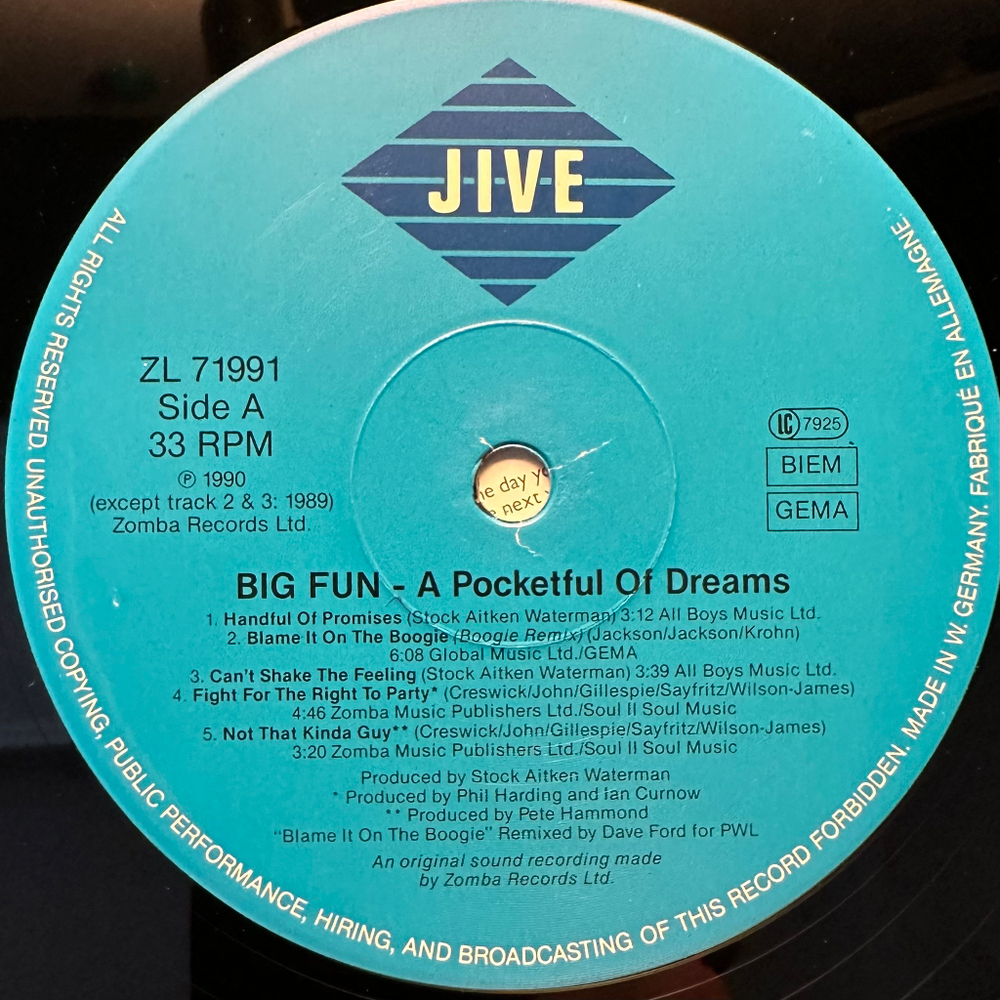 JIVE
ZL 71991
Side A
33 RPM
℗ 1990
(except track 2 & 3: 1989)
Zomba Records Ltd.
LC 7925
BIEM
GEMA
e day y
next
BIG FUN - A Pocketful Of Dreams
1. Handful Of Promises (Stock Aitken Waterman) 3:12 All Boys Music Ltd.
2. Blame It On The Boogie (Boogie Remix) (Jackson/Jackson/Krohn)
6:08 Global Music Ltd./GEMA
3. Can't Shake The Feeling (Stock Aitken Waterman) 3:39 All Boys Music Ltd.
4. Fight For The Right To Party* (Creswick/John/Gillespie/Sayfritz/Wilson-James)
4:46 Zomba Music Publishers Ltd./Soul II Soul Music
5. Not That Kinda Guy** (Creswick/John/Gillespie/Sayfritz/Wilson-James)
3:20 Zomba Music Publishers Ltd./Soul II Soul Music
Produced by Stock Aitken Waterman
* Produced by Phil Harding and Ian Curnow
** Produced by Pete Hammond
"Blame It On The Boogie" Remixed by Dave Ford for PWL
An original sound recording made
by Zomba Records Ltd.
ALL RIGHTS RESERVED. UNAUTHORISED COPYING, PUBLIC PERFORMANCE, HIRING, AND BROADCASTING OF THIS RECORD FORBIDDEN. MADE IN W. GERMANY. FABRIQUÉ EN ALLEMAGNE.